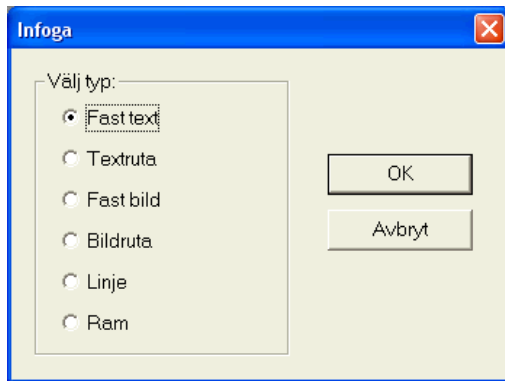 Infoga
Välj typ:
Fast text
Textruta
Fast bild
Bildruta
Linje
Ram
OK
Avbryt